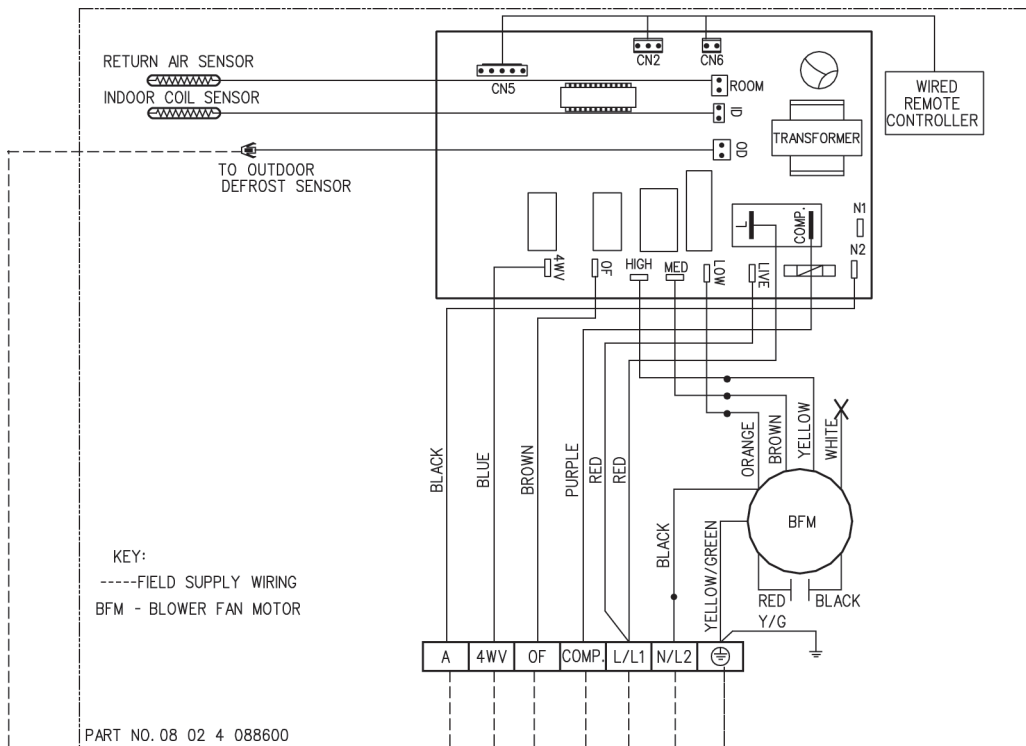 RETURN AIR SENSOR
INDOOR COIL SENSOR
TO OUTDOOR
DEFROST SENSOR
CN5
CN2
CN6
ROOM
ID
OD
TRANSFORMER
WIRED
REMOTE
CONTROLLER
L
COMP.
N1
N2
4WV
OF
HIGH
MED
LOW
LIVE
BLACK
BLUE
BROWN
PURPLE
RED
RED
ORANGE
BROWN
YELLOW
WHITE
BLACK
YELLOW/GREEN
BFM
RED
BLACK
Y/G
KEY:
-----FIELD SUPPLY WIRING
BFM - BLOWER FAN MOTOR
A
4WV
OF
COMP.
L/L1
N/L2
PART NO. 08 02 4 088600